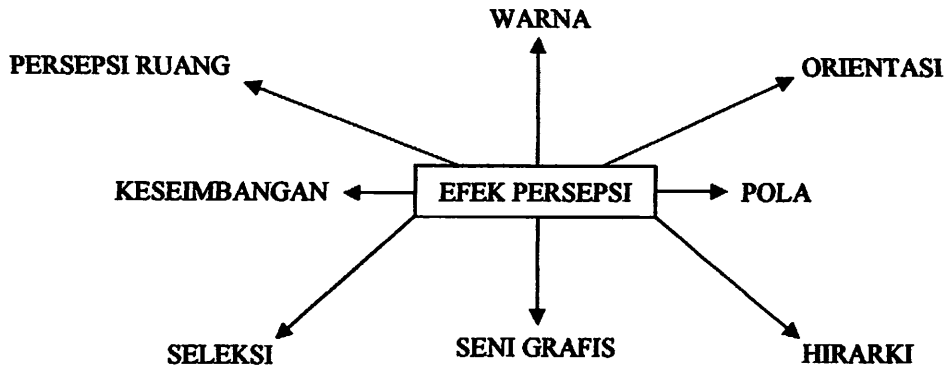 WARNA
PERSEPSI RUANG
ORIENTASI
KESEIMBANGAN
EFEK PERSEPSI
POLA
SELEKSI
SENI GRAFIS
HIRARKI